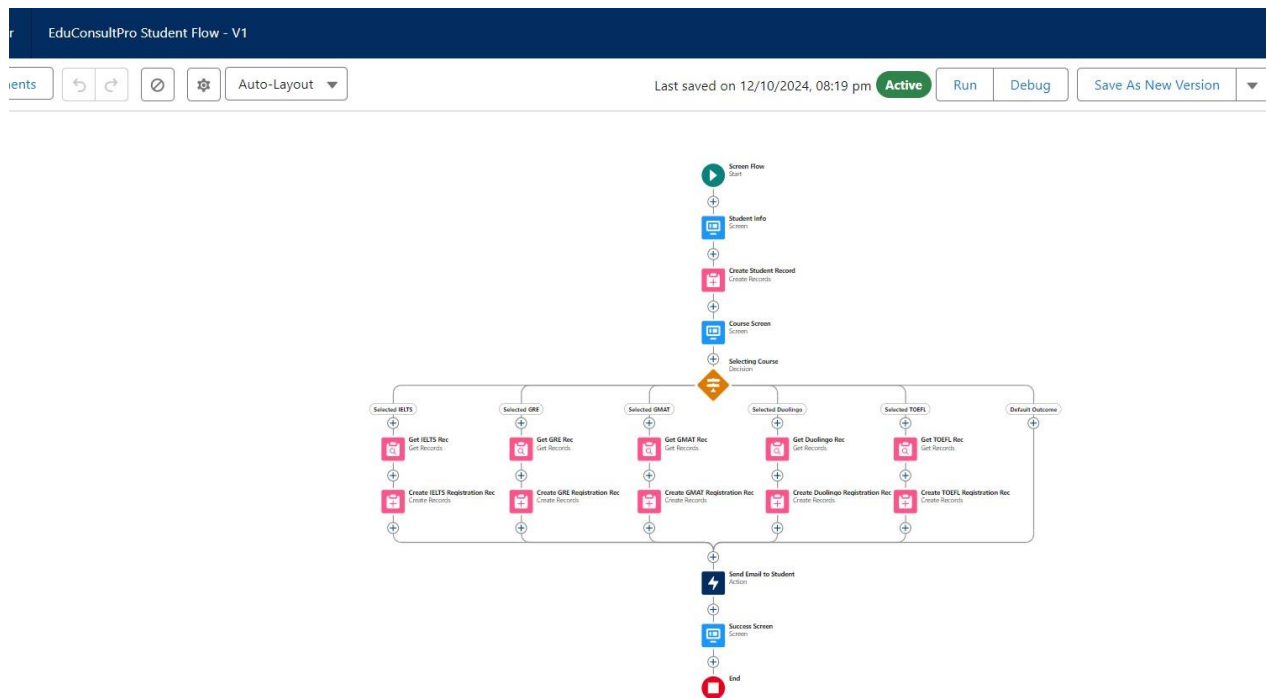 r EduConsultPro Student Flow - V1
nents Auto-Layout Last saved on 12/10/2024, 08:19 pm Active Run Debug Save As New Version
Screen Flow
Start
Student Info
Screen
Create Student Record
Create Records
Course Screen
Screen
Selecting Course
Decision
Selected IELTS Selected GRE Selected GMAT Selected Duolingo Selected TOEFL Default Outcome
Get IELTS Rec Get GRE Rec Get GMAT Rec Get Duolingo Rec Get TOEFL Rec
Get Records Get Records Get Records Get Records Get Records
Create IELTS Registration Rec Create GRE Registration Rec Create GMAT Registration Rec Create Duolingo Registration Rec Create TOEFL Registration Rec
Create Records Create Records Create Records Create Records Create Records
Send Email to Student
Action
Success Screen
Screen
End